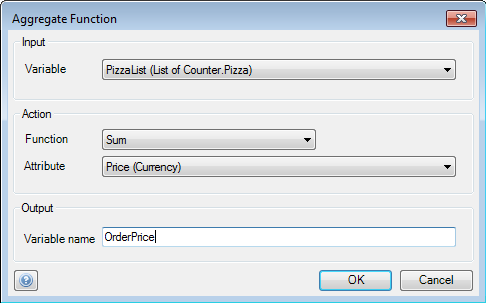 Aggregate Function
Input
Variable PizzaList (List of Counter.Pizza)
Action
Function Sum
Attribute Price (Currency)
Output
Variable name OrderPrice
? OK Cancel